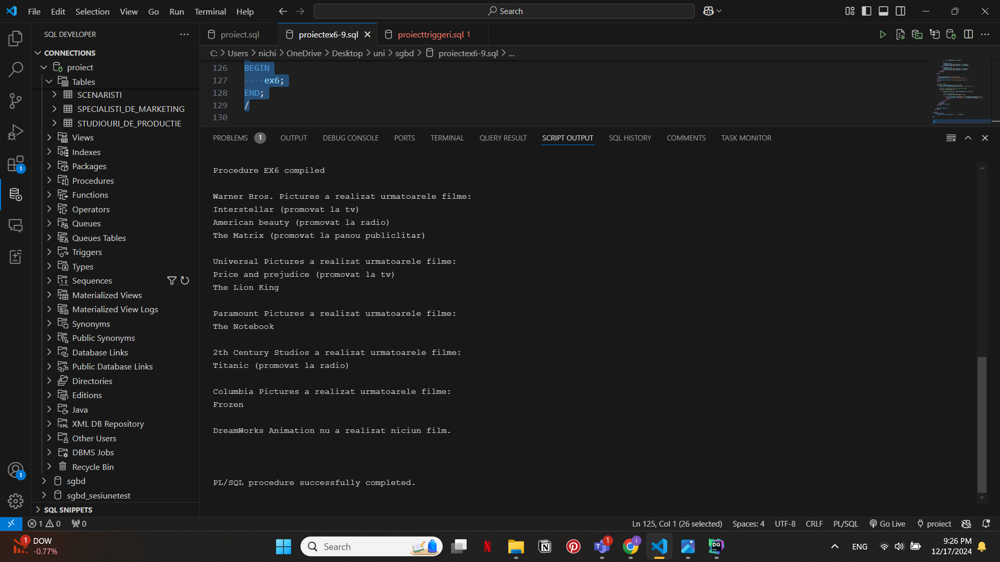 File Edit Selection View Go Run Terminal Help
Search
SQL DEVELOPER
CONNECTIONS
proiect
Tables
SCENARISTI
SPECIALISTI_DE_MARKETING
STUDIOURI_DE_PRODUCTIE
Views
Indexes
Packages
Procedures
Functions
Operators
Queues
Queues Tables
Triggers
Types
Sequences
Materialized Views
Materialized View Logs
Synonyms
Public Synonyms
Database Links
Public Database Links
Directories
Editions
Java
XML DB Repository
Other Users
DBMS Jobs
Recycle Bin
sgbd
sgbd_sesiunetest
SQL SNIPPETS
1
1
proiect.sql proiectex6-9.sql proiecttriggeri.sql 1
C: > Users > nichi > OneDrive > Desktop > uni > sgbd > proiectex6-9.sql > ...
126 BEGIN
127 ····ex6;
128 END;
129 /
130
PROBLEMS 1 OUTPUT DEBUG CONSOLE PORTS TERMINAL QUERY RESULT SCRIPT OUTPUT SQL HISTORY COMMENTS TASK MONITOR
Procedure EX6 compiled
Warner Bros. Pictures a realizat urmatoarele filme:
Interstellar (promovat la tv)
American beauty (promovat la radio)
The Matrix (promovat la panou publiclitar)
Universal Pictures a realizat urmatoarele filme:
Price and prejudice (promovat la tv)
The Lion King
Paramount Pictures a realizat urmatoarele filme:
The Notebook
2th Century Studios a realizat urmatoarele filme:
Titanic (promovat la radio)
Columbia Pictures a realizat urmatoarele filme:
Frozen
DreamWorks Animation nu a realizat niciun film.
PL/SQL procedure successfully completed.
1 0 0 Ln 125, Col 1 (26 selected) Spaces: 4 UTF-8 CRLF PL/SQL Go Live proiect
1 DOW
-0.77%
Search
N
T 1
I
DG
ENG
9:26 PM
12/17/2024